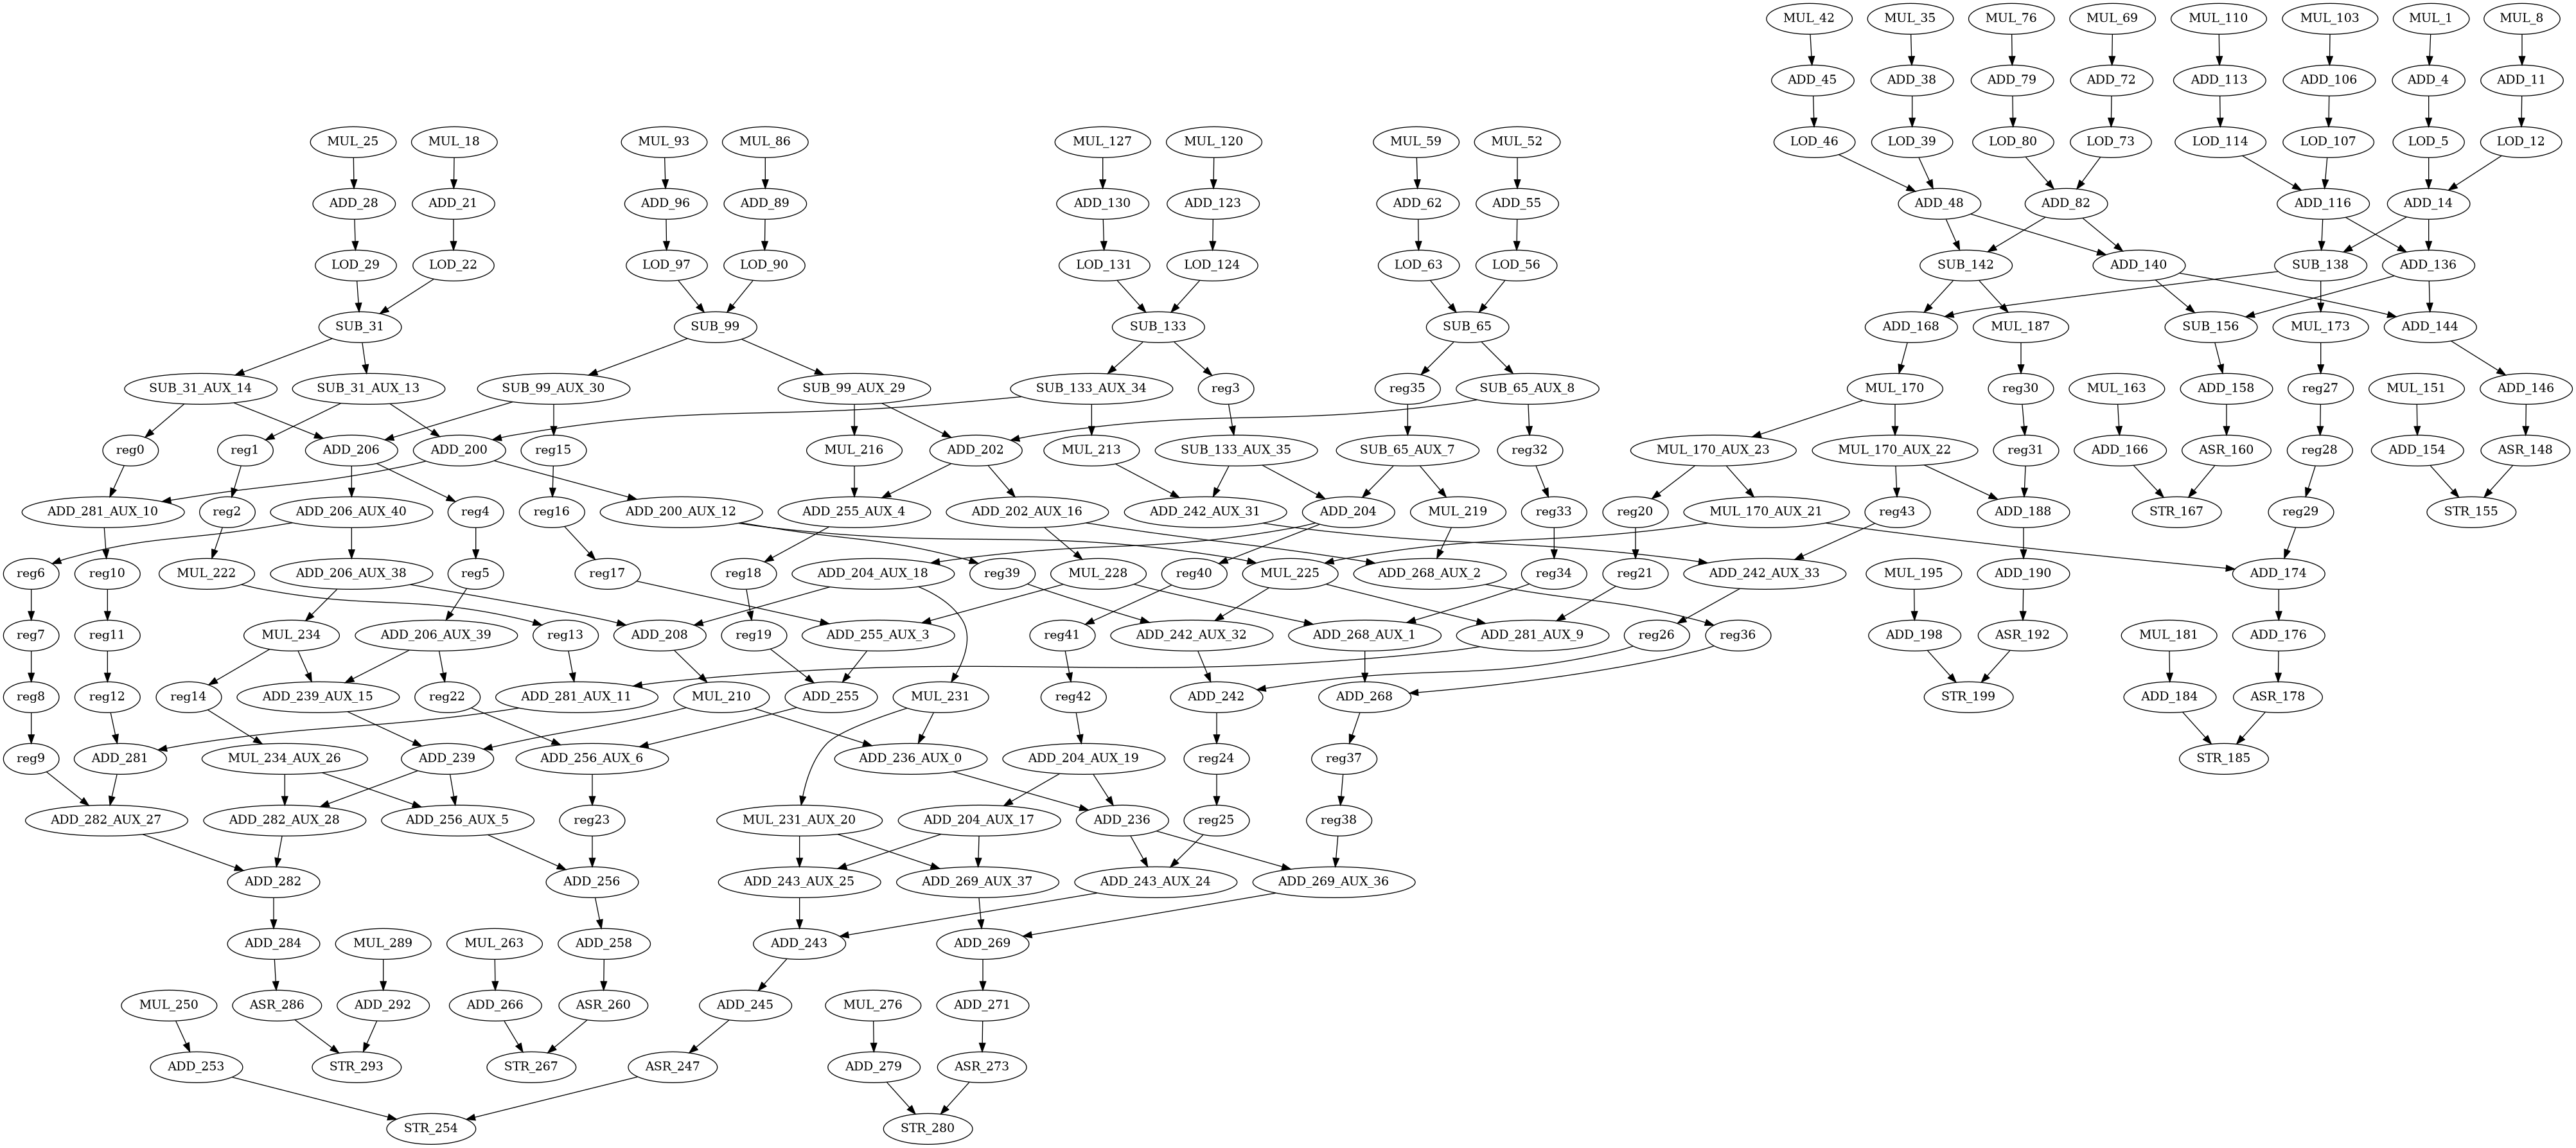 MUL_42 MUL_35 MUL_76 MUL_69 MUL_110 MUL_103 MUL_1 MUL_8
ADD_45 ADD_38 ADD_79 ADD_72 ADD_113 ADD_106 ADD_4 ADD_11
MUL_25 MUL_18 MUL_93 MUL_86 MUL_127 MUL_120 MUL_59 MUL_52 LOD_46 LOD_39 LOD_80 LOD_73 LOD_114 LOD_107 LOD_5 LOD_12
ADD_28 ADD_21 ADD_96 ADD_89 ADD_130 ADD_123 ADD_62 ADD_55 ADD_48 ADD_82 ADD_116 ADD_14
LOD_29 LOD_22 LOD_97 LOD_90 LOD_131 LOD_124 LOD_63 LOD_56 SUB_142 ADD_140 SUB_138 ADD_136
SUB_31 SUB_99 SUB_133 SUB_65 ADD_168 MUL_187 SUB_156 MUL_173 ADD_144
SUB_31_AUX_14 SUB_31_AUX_13 SUB_99_AUX_30 SUB_99_AUX_29 SUB_133_AUX_34 reg3 reg35 SUB_65_AUX_8 MUL_170 reg30 MUL_163 ADD_158 reg27 MUL_151 ADD_146
reg0 reg1 ADD_206 ADD_200 reg15 MUL_216 ADD_202 MUL_213 SUB_133_AUX_35 SUB_65_AUX_7 reg32 MUL_170_AUX_23 MUL_170_AUX_22 reg31 ADD_166 ASR_160 reg28 ADD_154 ASR_148
ADD_281_AUX_10 reg2 ADD_206_AUX_40 reg4 reg16 ADD_200_AUX_12 ADD_255_AUX_4 ADD_202_AUX_16 ADD_242_AUX_31 ADD_204 MUL_219 reg33 reg20 MUL_170_AUX_21 reg43 ADD_188 STR_167 reg29 STR_155
reg6 reg10 MUL_222 ADD_206_AUX_38 reg5 reg17 reg18 ADD_204_AUX_18 reg39 MUL_228 reg40 MUL_225 ADD_268_AUX_2 reg34 reg21 ADD_242_AUX_33 MUL_195 ADD_190 ADD_174
reg7 reg11 MUL_234 ADD_206_AUX_39 reg13 ADD_208 reg19 ADD_255_AUX_3 reg41 ADD_242_AUX_32 ADD_268_AUX_1 ADD_281_AUX_9 reg26 reg36 ADD_198 ASR_192 MUL_181 ADD_176
reg8 reg12 reg14 ADD_239_AUX_15 reg22 ADD_281_AUX_11 MUL_210 ADD_255 MUL_231 reg42 ADD_242 ADD_268 STR_199 ADD_184 ASR_178
reg9 ADD_281 MUL_234_AUX_26 ADD_239 ADD_256_AUX_6 ADD_236_AUX_0 ADD_204_AUX_19 reg24 reg37 STR_185
ADD_282_AUX_27 ADD_282_AUX_28 ADD_256_AUX_5 reg23 MUL_231_AUX_20 ADD_204_AUX_17 ADD_236 reg25 reg38
ADD_282 ADD_256 ADD_243_AUX_25 ADD_269_AUX_37 ADD_243_AUX_24 ADD_269_AUX_36
ADD_284 MUL_289 MUL_263 ADD_258 ADD_243 ADD_269
MUL_250 ASR_286 ADD_292 ADD_266 ASR_260 ADD_245 MUL_276 ADD_271
ADD_253 STR_293 STR_267 ASR_247 ADD_279 ASR_273
STR_254 STR_280